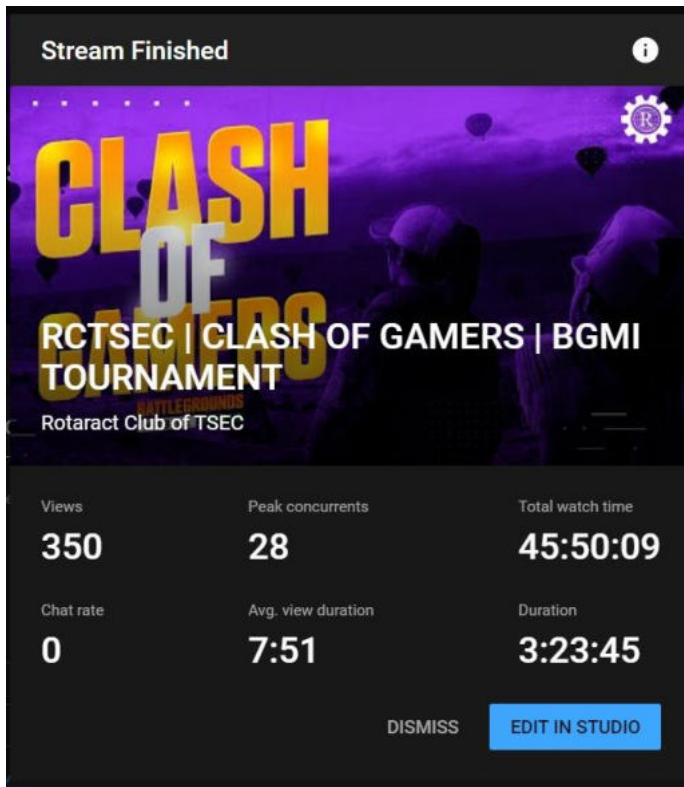 Stream Finished
R
CLASH
OF
GAMERS
BATTLEGROUNDS
RCTSEC | CLASH OF GAMERS | BGMI
TOURNAMENT
Rotaract Club of TSEC
Views Peak concurrents Total watch time
350 28 45:50:09
Chat rate Avg. view duration Duration
0 7:51 3:23:45
DISMISS EDIT IN STUDIO